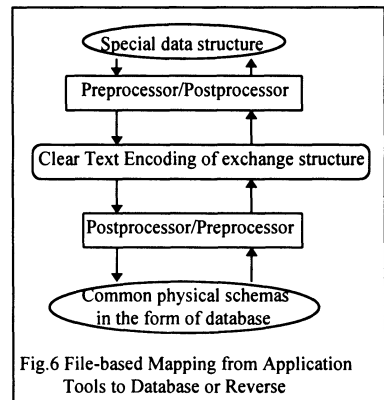 Special data structure
Preprocessor/Postprocessor
Clear Text Encoding of exchange structure
Postprocessor/Preprocessor
Common physical schemas
in the form of database
Fig.6 File-based Mapping from Application
Tools to Database or Reverse